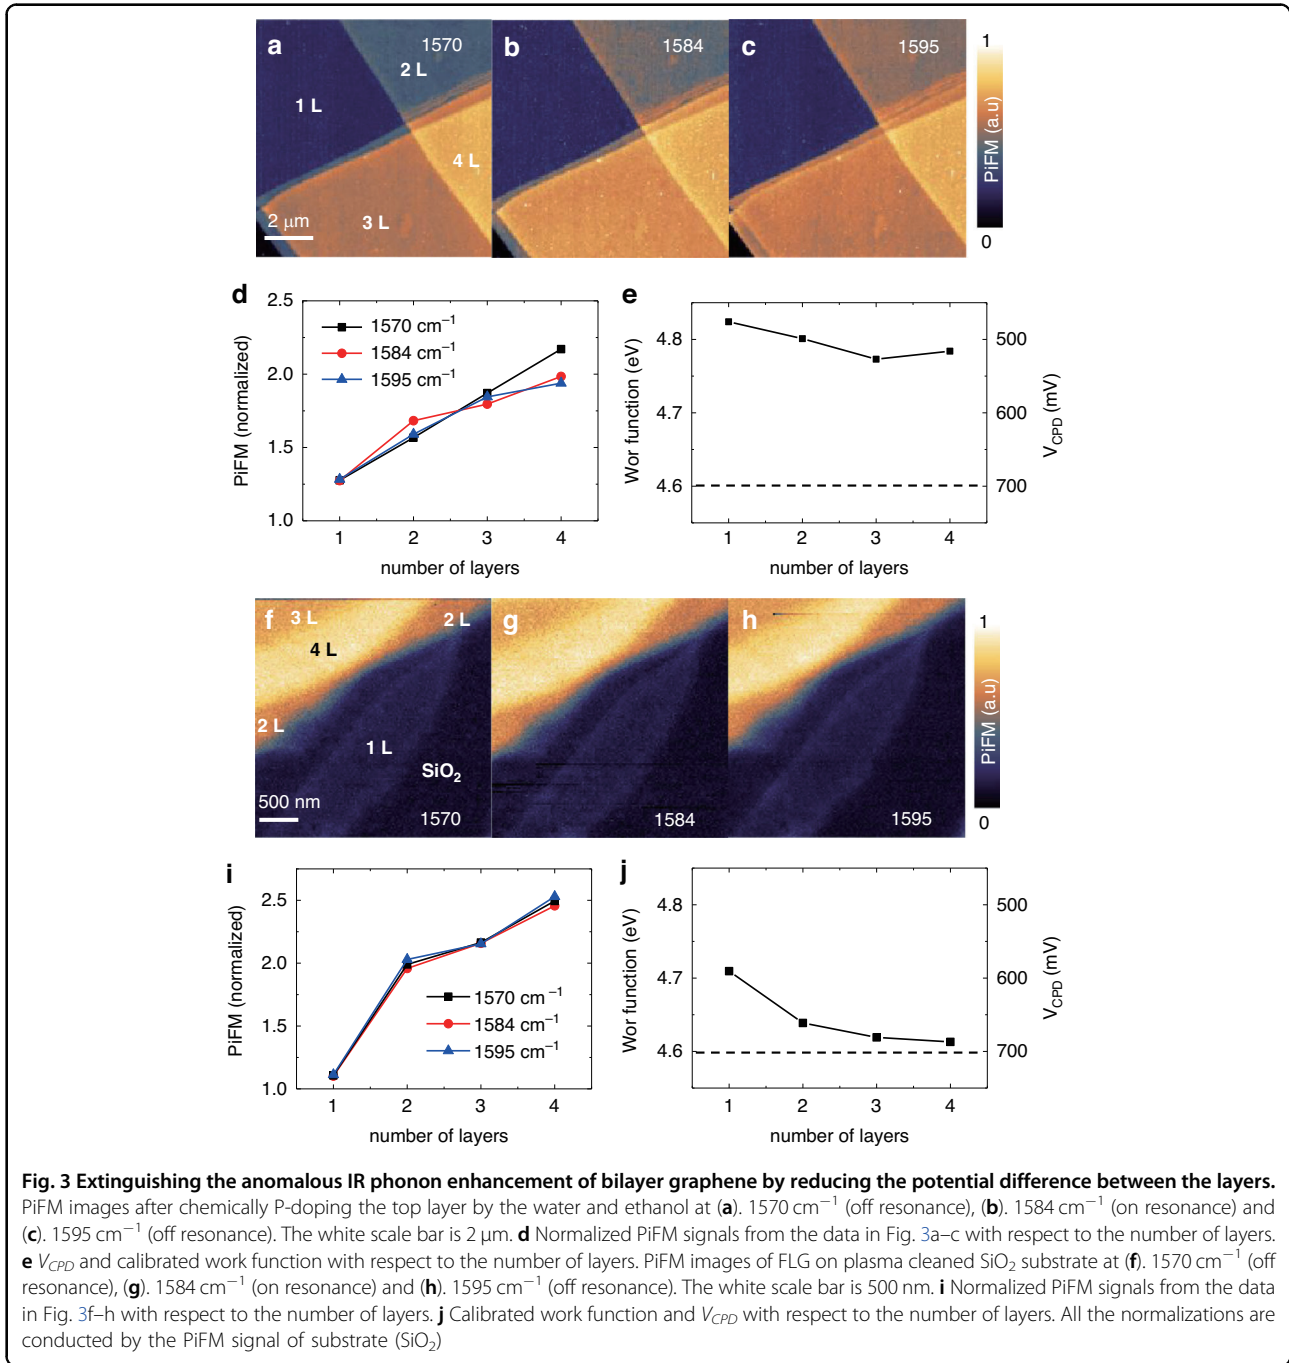 a
1570
2 L
1 L
4 L
3 L
2 μm
b
1584
c
1595
1
PiFM (a.u)
0
d
2.5
2.0
1.5
1.0
PiFM (normalized)
1570 cm⁻¹
1584 cm⁻¹
1595 cm⁻¹
1 2 3 4
number of layers
e
4.8
4.7
4.6
Wor function (eV)
500
600
700
V_CPD (mV)
1 2 3 4
number of layers
f
3 L
2 L
4 L
2 L
1 L
SiO₂
500 nm
1570
g
1584
h
1595
1
PiFM (a.u)
0
i
2.5
2.0
1.5
1.0
PiFM (normalized)
1570 cm⁻¹
1584 cm⁻¹
1595 cm⁻¹
1 2 3 4
number of layers
j
4.8
4.7
4.6
Wor function (eV)
500
600
700
V_CPD (mV)
1 2 3 4
number of layers
Fig. 3 Extinguishing the anomalous IR phonon enhancement of bilayer graphene by reducing the potential difference between the layers.
PiFM images after chemically P-doping the top layer by the water and ethanol at (a). 1570 cm⁻¹ (off resonance), (b). 1584 cm⁻¹ (on resonance) and
(c). 1595 cm⁻¹ (off resonance). The white scale bar is 2 μm. d Normalized PiFM signals from the data in Fig. 3a–c with respect to the number of layers.
e V_CPD and calibrated work function with respect to the number of layers. PiFM images of FLG on plasma cleaned SiO₂ substrate at (f). 1570 cm⁻¹ (off
resonance), (g). 1584 cm⁻¹ (on resonance) and (h). 1595 cm⁻¹ (off resonance). The white scale bar is 500 nm. i Normalized PiFM signals from the data
in Fig. 3f–h with respect to the number of layers. j Calibrated work function and V_CPD with respect to the number of layers. All the normalizations are
conducted by the PiFM signal of substrate (SiO₂)